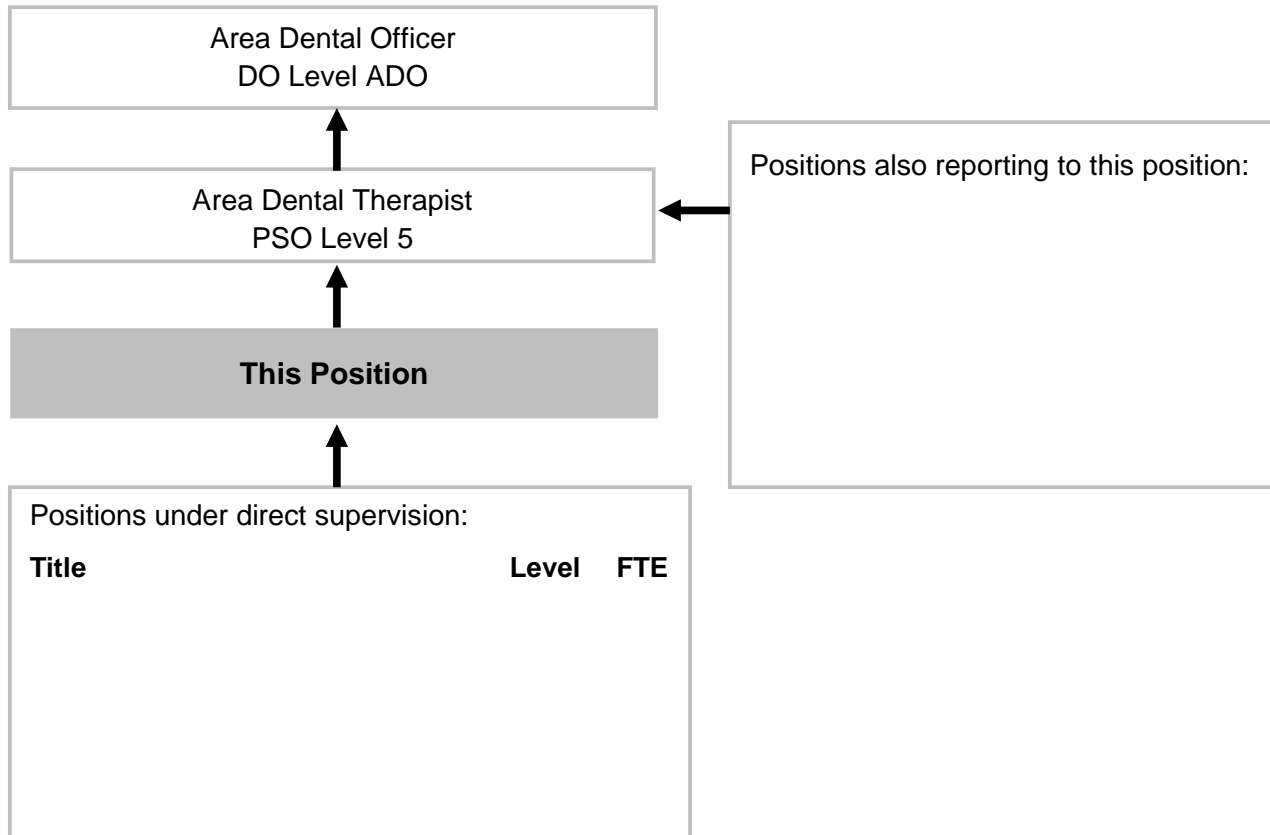 Area Dental Officer
DO Level ADO
Area Dental Therapist
PSO Level 5
Positions also reporting to this position:
This Position
Positions under direct supervision:
Title Level FTE